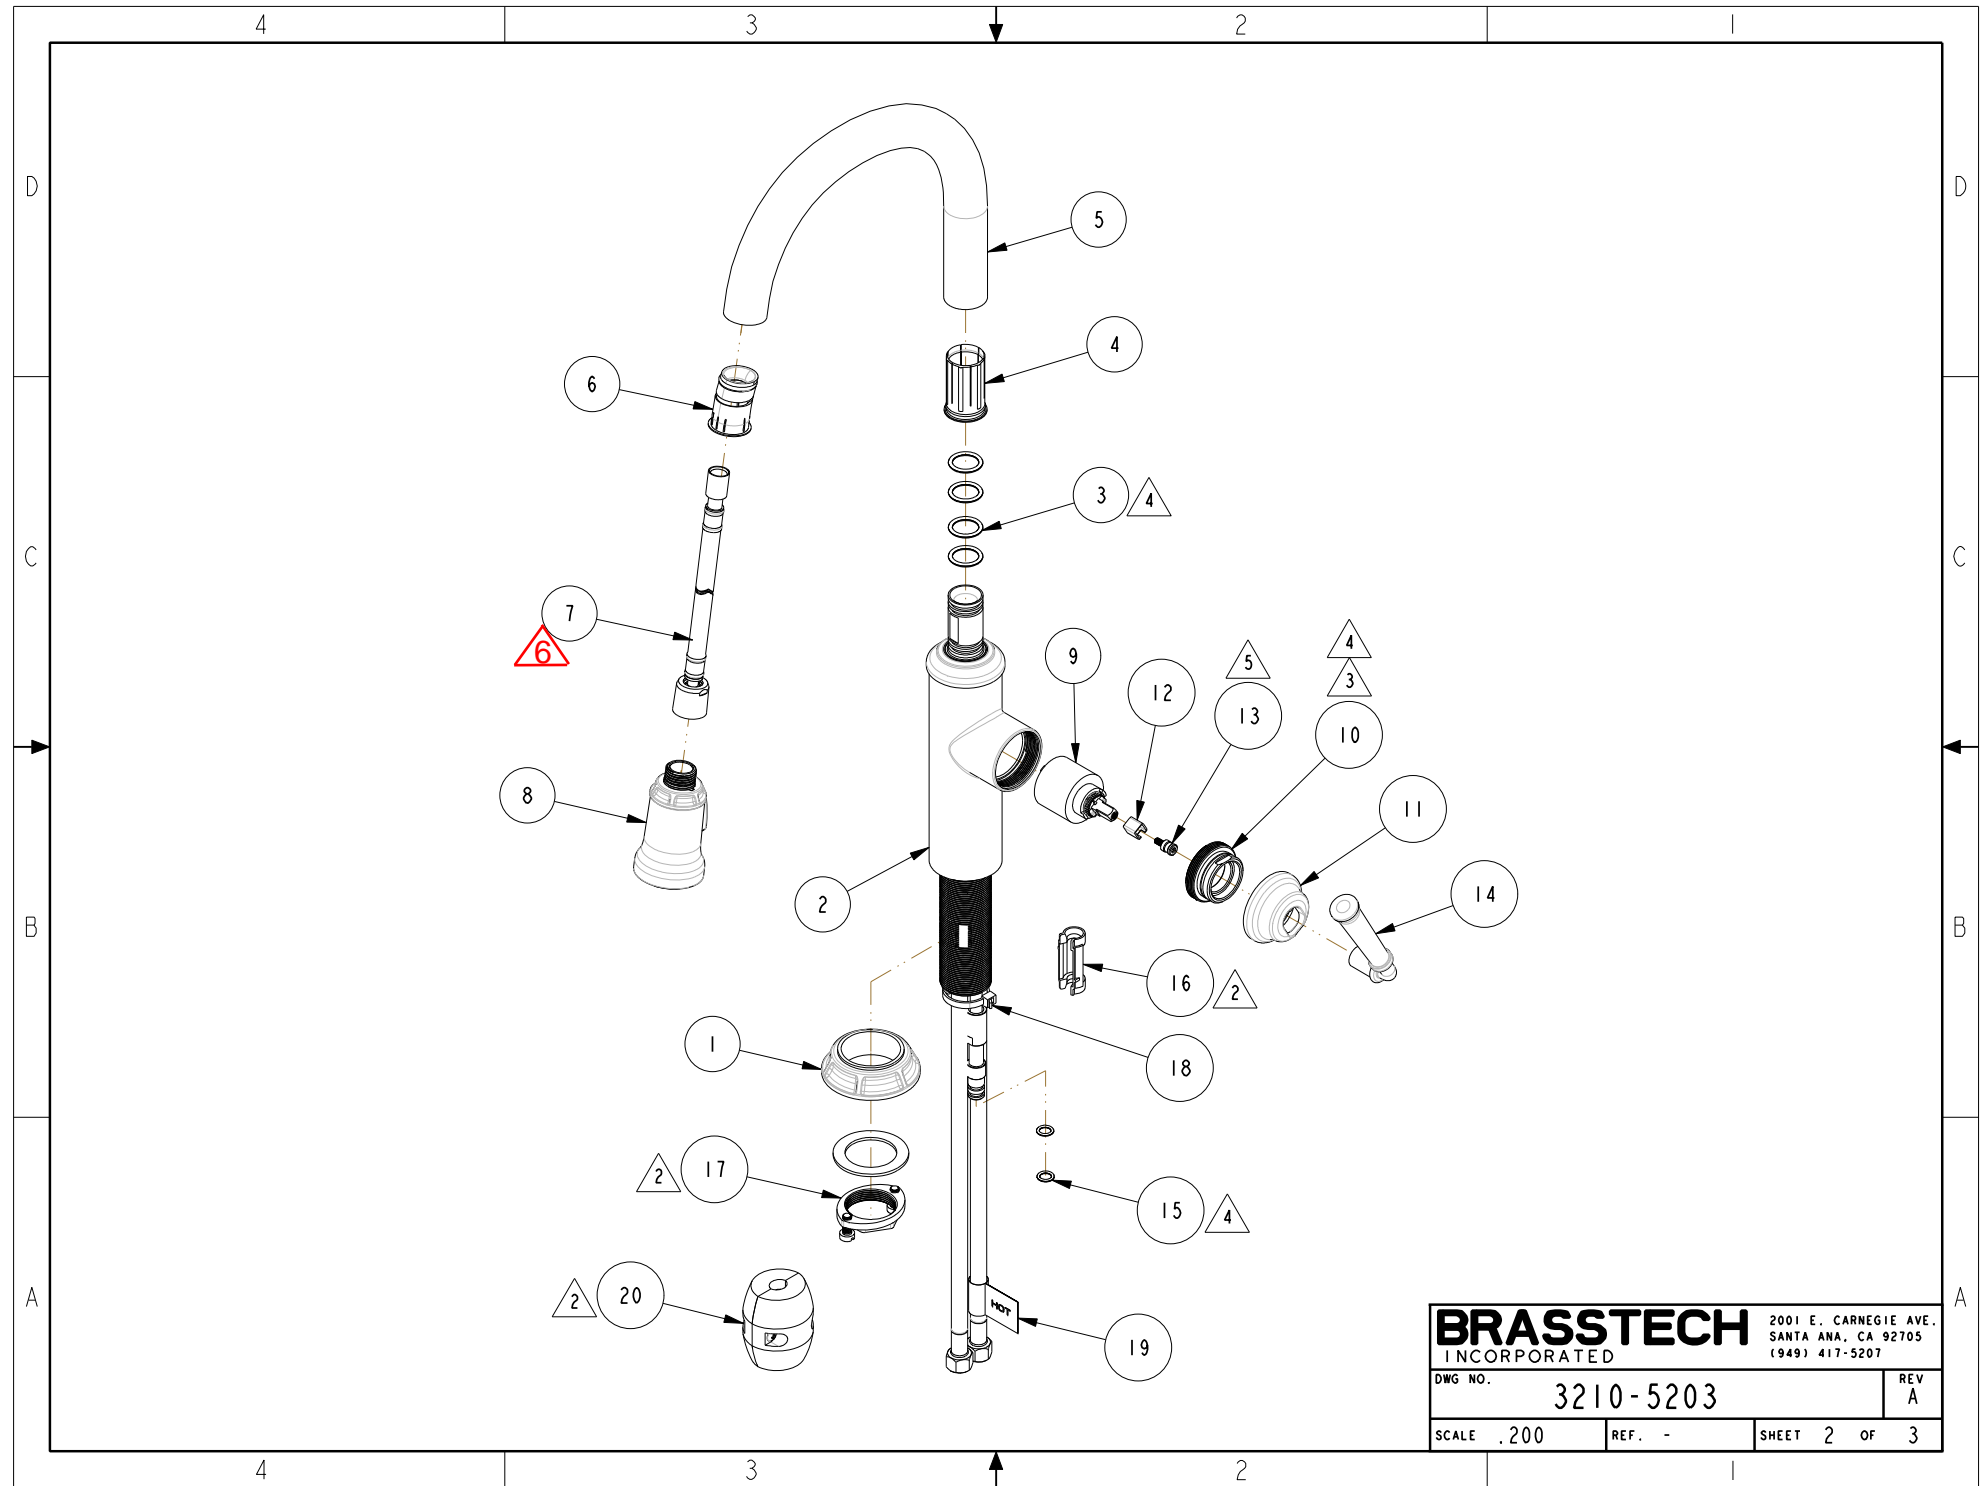 4 3 2 1
D D
5
4
6
3 4
C C
7
6
9
12
5
13
4
3
10
8
11
2
14
B B
16 2
1
18
2 17
15 4
2 20
A A
HOT
19
BRASSTECH
INCORPORATED
2001 E. CARNEGIE AVE.
SANTA ANA, CA 92705
(949) 417-5207
DWG NO. 3210-5203 REV A
SCALE .200 REF. - SHEET 2 OF 3
4 3 2 1